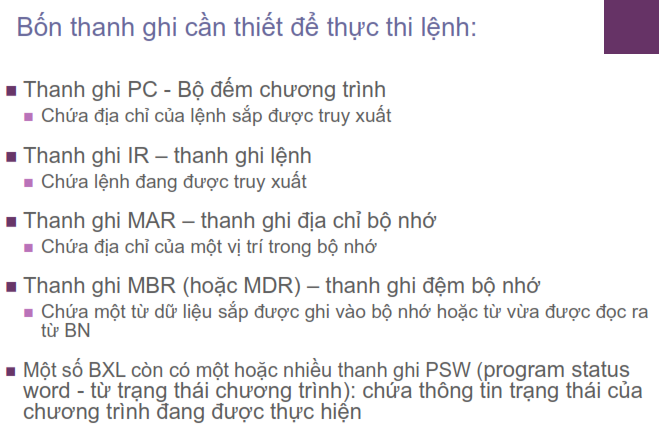 Bốn thanh ghi cần thiết để thực thi lệnh:
Thanh ghi PC - Bộ đếm chương trình
Chứa địa chỉ của lệnh sắp được truy xuất
Thanh ghi IR – thanh ghi lệnh
Chứa lệnh đang được truy xuất
Thanh ghi MAR – thanh ghi địa chỉ bộ nhớ
Chứa địa chỉ của một vị trí trong bộ nhớ
Thanh ghi MBR (hoặc MDR) – thanh ghi đệm bộ nhớ
Chứa một từ dữ liệu sắp được ghi vào bộ nhớ hoặc từ vừa được đọc ra
từ BN
Một số BXL còn có một hoặc nhiều thanh ghi PSW (program status
word - từ trạng thái chương trình): chứa thông tin trạng thái của
chương trình đang được thực hiện